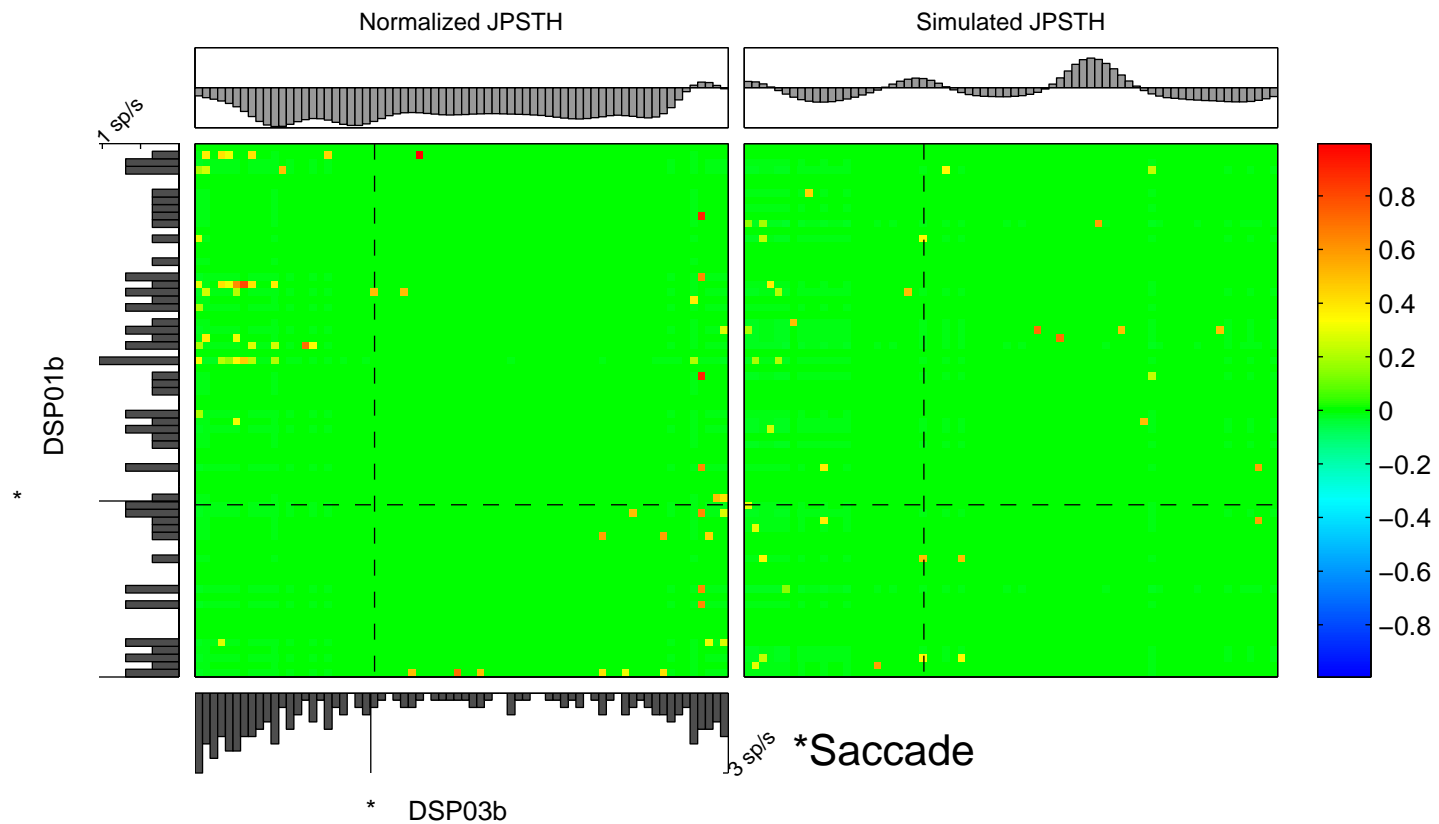 Normalized JPSTH
Simulated JPSTH
1 sp/s
DSP01b
*
0.8
0.6
0.4
0.2
0
−0.2
−0.4
−0.6
−0.8
3 sp/s
*Saccade
*
DSP03b